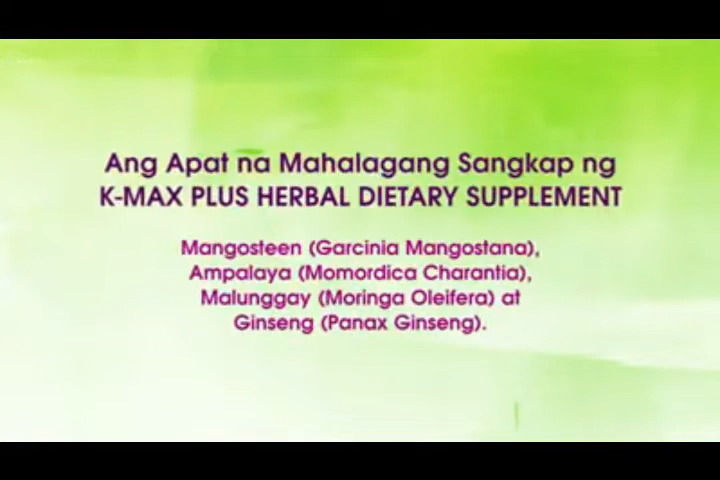 Ang Apat na Mahalagang Sangkap ng
K-MAX PLUS HERBAL DIETARY SUPPLEMENT
Mangosteen (Garcinia Mangostana),
Ampalaya (Momordica Charantia),
Malunggay (Moringa Oleifera) at
Ginseng (Panax Ginseng).